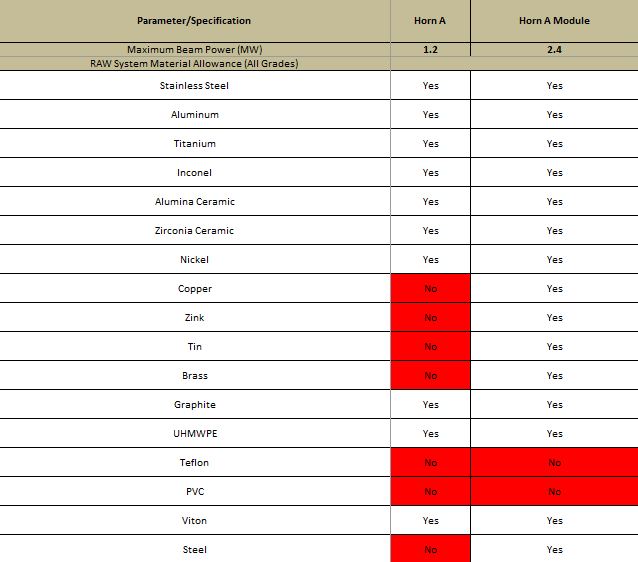 Parameter/Specification Horn A Horn A Module
Maximum Beam Power (MW) 1.2 2.4
RAW System Material Allowance (All Grades)
Stainless Steel Yes Yes
Aluminum Yes Yes
Titanium Yes Yes
Inconel Yes Yes
Alumina Ceramic Yes Yes
Zirconia Ceramic Yes Yes
Nickel Yes Yes
Copper No Yes
Zink No Yes
Tin No Yes
Brass No Yes
Graphite Yes Yes
UHMWPE Yes Yes
Teflon No No
PVC No No
Viton Yes Yes
Steel No Yes